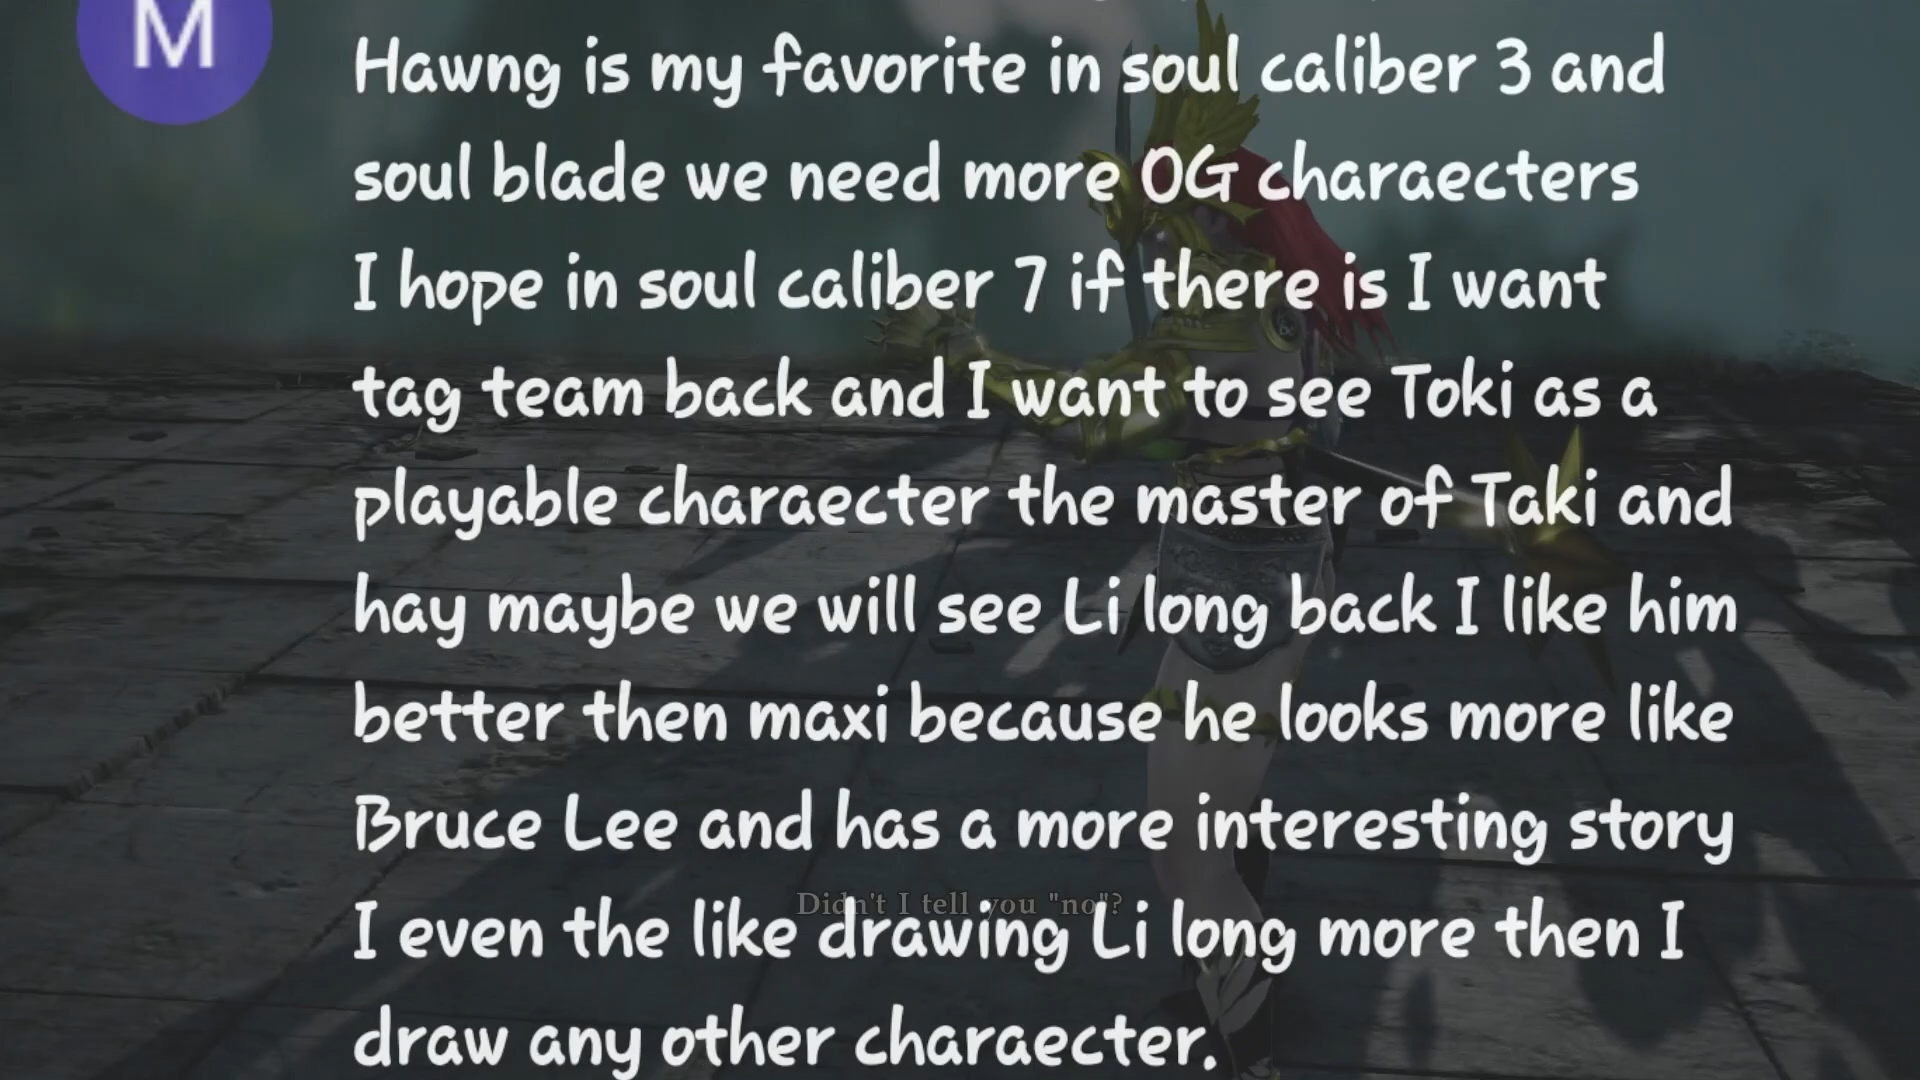 M
Hawng is my favorite in soul caliber 3 and
soul blade we need more OG charaecters
I hope in soul caliber 7 if there is I want
tag team back and I want to see Toki as a
playable charaecter the master of Taki and
hay maybe we will see Li long back I like him
better then maxi because he looks more like
Bruce Lee and has a more interesting story
Didn't I tell you "no"?
I even the like drawing Li long more then I
draw any other charaecter.